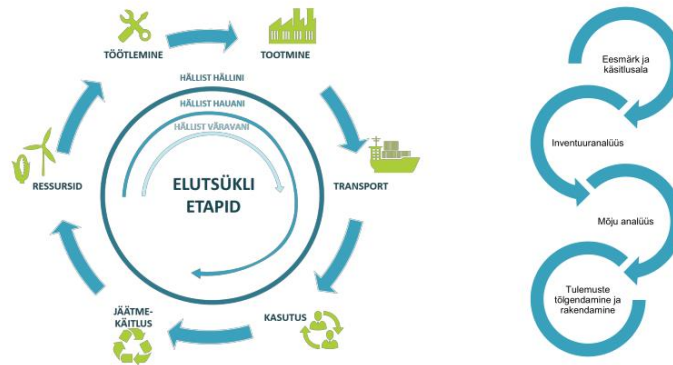 TÖÖTLEMINE
TOOTMINE
HÄLLIST HÄLLINI
HÄLLIST HAUANI
HÄLLIST VÄRAVANI
RESSURSID
ELUTSÜKLI
ETAPID
TRANSPORT
JÄÄTME-
KÄITLUS
KASUTUS
Eesmärk ja
käsitlusala
Inventuuranalüüs
Mõju analüüs
Tulemuste
tõlgendamine ja
rakendamine